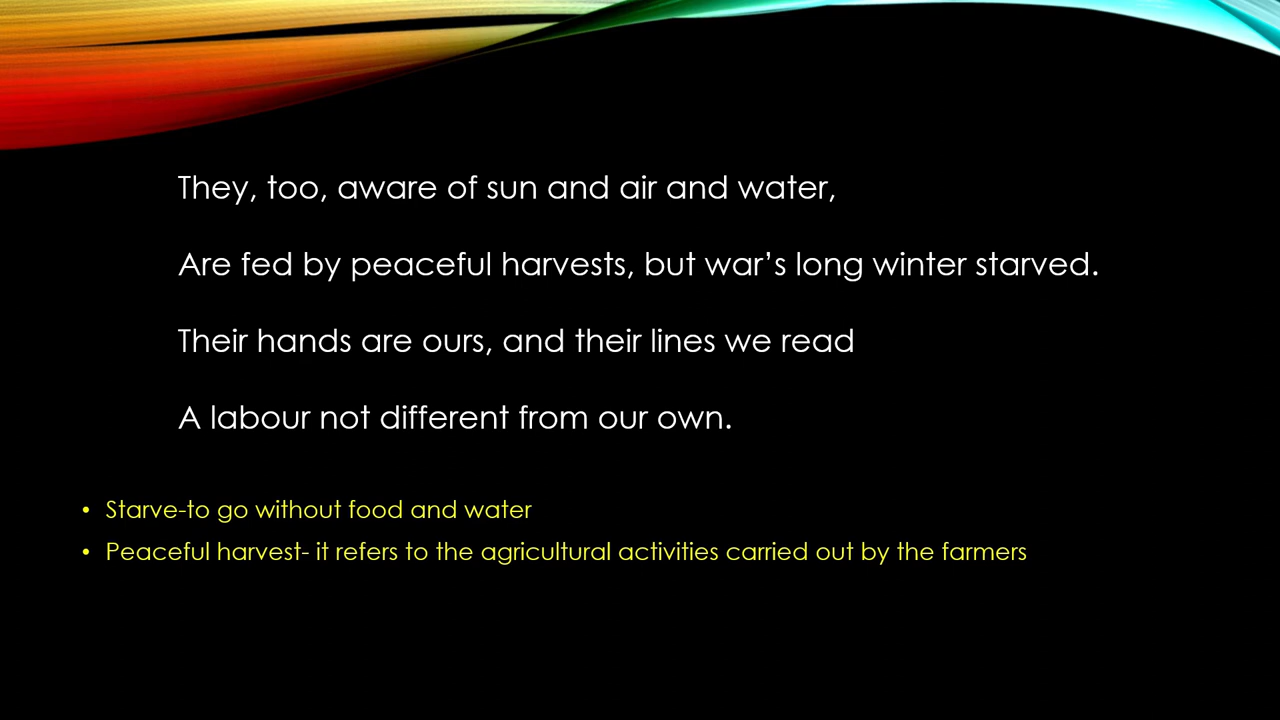 They, too, aware of sun and air and water,
Are fed by peaceful harvests, but war’s long winter starved.
Their hands are ours, and their lines we read
A labour not different from our own.
• Starve-to go without food and water
• Peaceful harvest- it refers to the agricultural activities carried out by the farmers